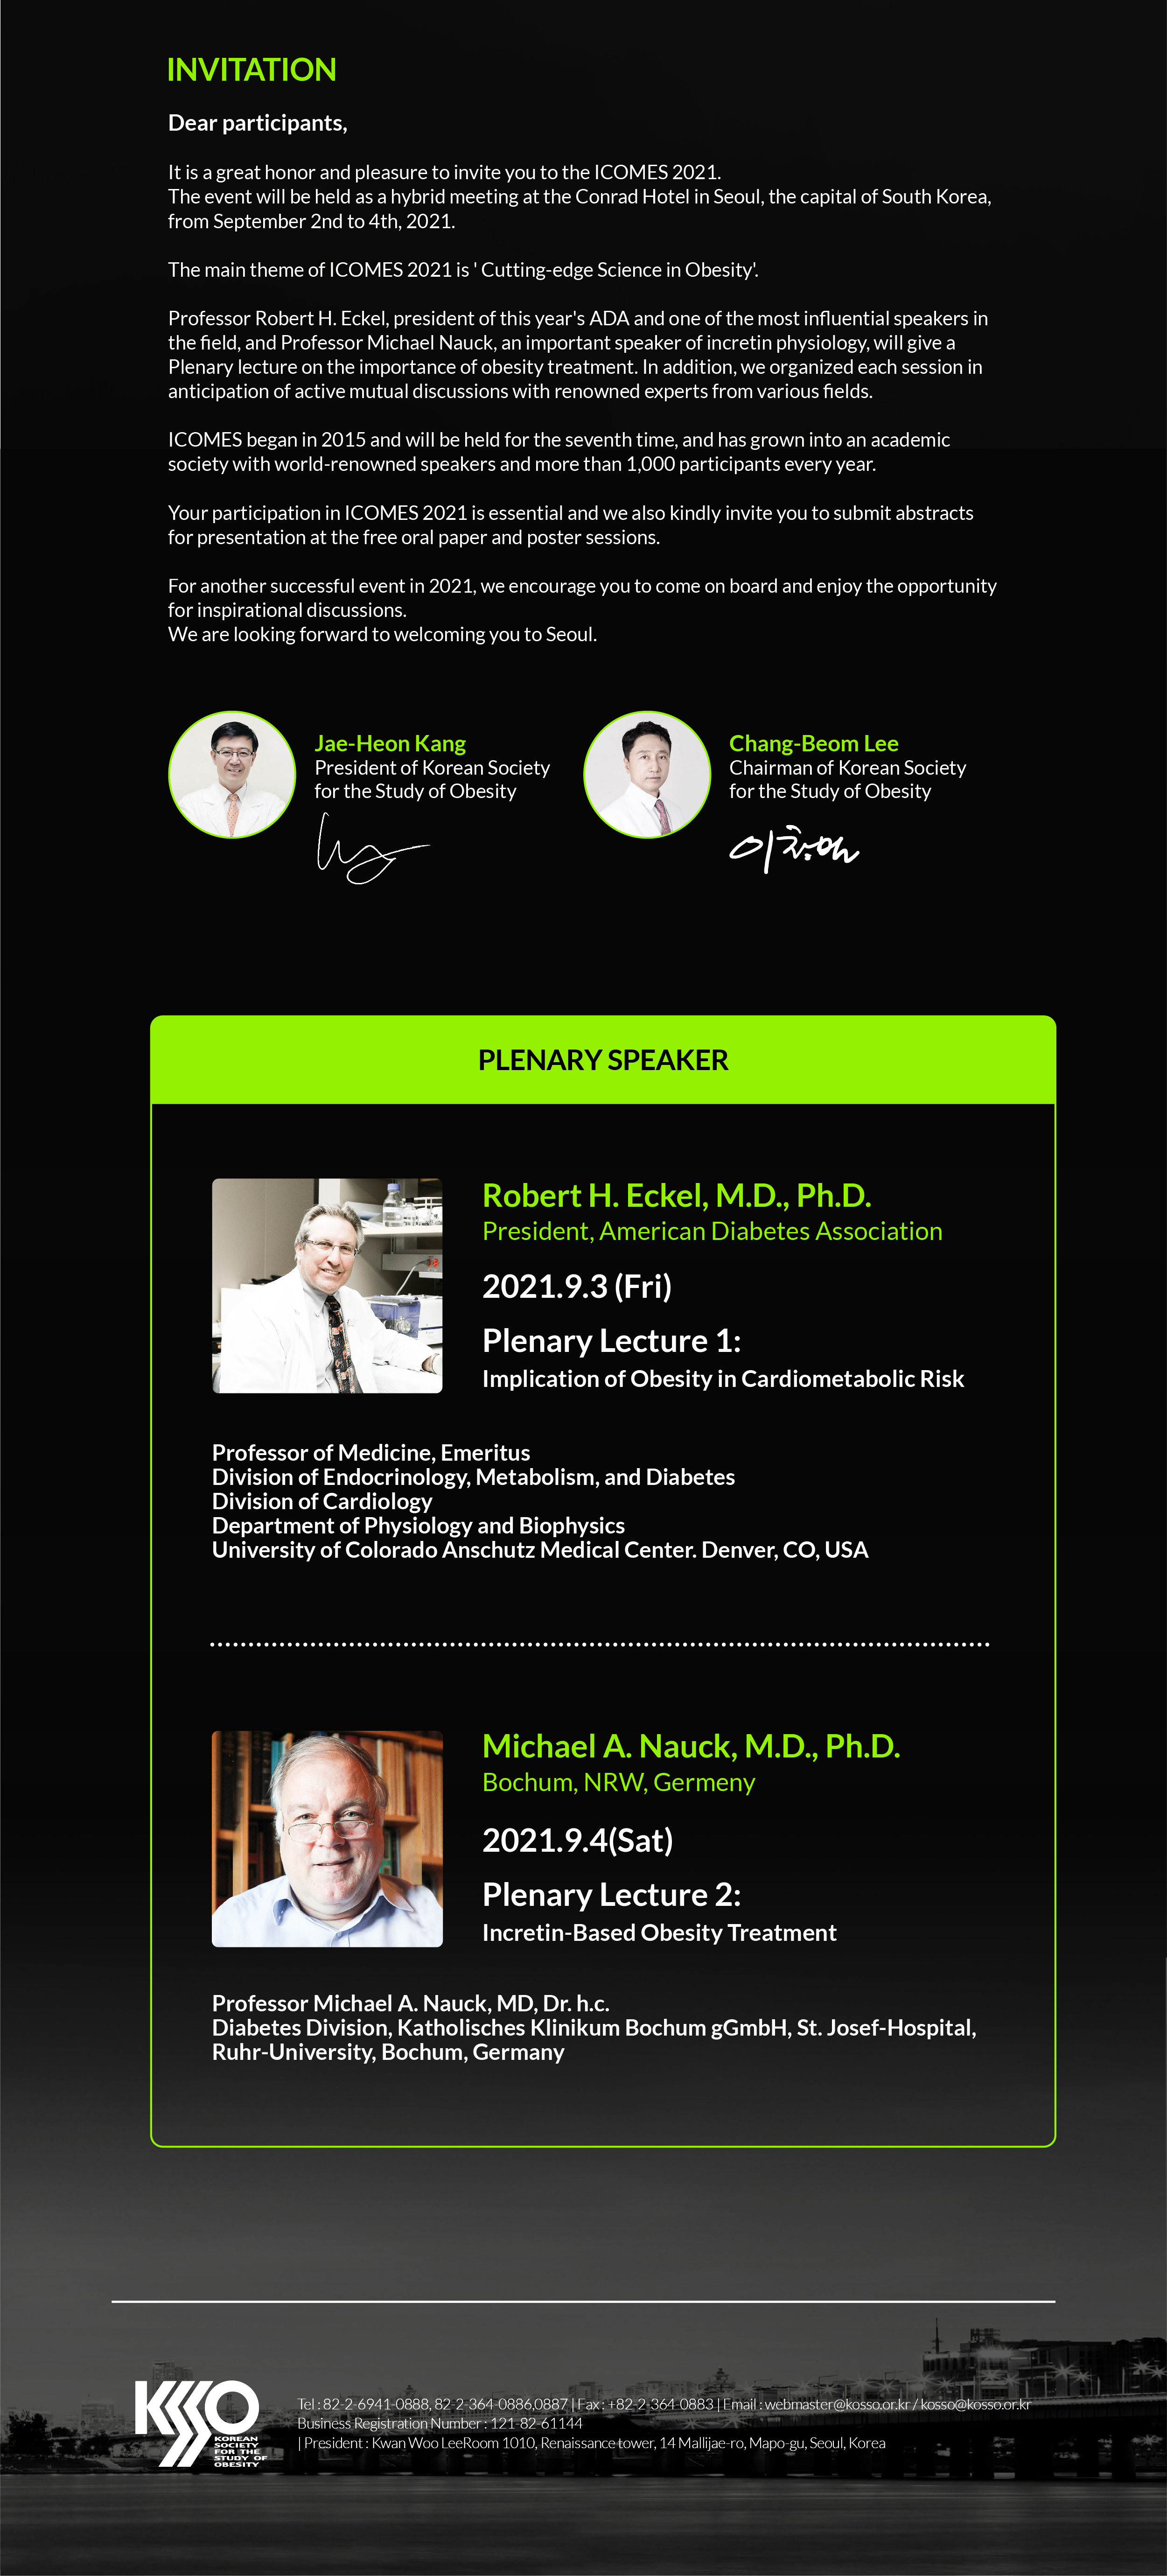 INVITATION
Dear participants,
It is a great honor and pleasure to invite you to the ICOMES 2021.
The event will be held as a hybrid meeting at the Conrad Hotel in Seoul, the capital of South Korea,
from September 2nd to 4th, 2021.
The main theme of ICOMES 2021 is ' Cutting-edge Science in Obesity'.
Professor Robert H. Eckel, president of this year's ADA and one of the most influential speakers in
the field, and Professor Michael Nauck, an important speaker of incretin physiology, will give a
Plenary lecture on the importance of obesity treatment. In addition, we organized each session in
anticipation of active mutual discussions with renowned experts from various fields.
ICOMES began in 2015 and will be held for the seventh time, and has grown into an academic
society with world-renowned speakers and more than 1,000 participants every year.
Your participation in ICOMES 2021 is essential and we also kindly invite you to submit abstracts
for presentation at the free oral paper and poster sessions.
For another successful event in 2021, we encourage you to come on board and enjoy the opportunity
for inspirational discussions.
We are looking forward to welcoming you to Seoul.
Jae-Heon Kang
President of Korean Society
for the Study of Obesity
Chang-Beom Lee
Chairman of Korean Society
for the Study of Obesity
이창범
PLENARY SPEAKER
Robert H. Eckel, M.D., Ph.D.
President, American Diabetes Association
2021.9.3 (Fri)
Plenary Lecture 1:
Implication of Obesity in Cardiometabolic Risk
Professor of Medicine, Emeritus
Division of Endocrinology, Metabolism, and Diabetes
Division of Cardiology
Department of Physiology and Biophysics
University of Colorado Anschutz Medical Center. Denver, CO, USA
Michael A. Nauck, M.D., Ph.D.
Bochum, NRW, Germeny
2021.9.4(Sat)
Plenary Lecture 2:
Incretin-Based Obesity Treatment
Professor Michael A. Nauck, MD, Dr. h.c.
Diabetes Division, Katholisches Klinikum Bochum gGmbH, St. Josef-Hospital,
Ruhr-University, Bochum, Germany
KSSO
KOREAN
SOCIETY
FOR THE
STUDY OF
OBESITY
Tel : 82-2-6941-0888, 82-2-364-0886,0887 | Fax : +82-2-364-0883 | Email : webmaster@kosso.or.kr / kosso@kosso.or.kr
Business Registration Number : 121-82-61144
| President : Kwan Woo LeeRoom 1010, Renaissance tower, 14 Mallijae-ro, Mapo-gu, Seoul, Korea